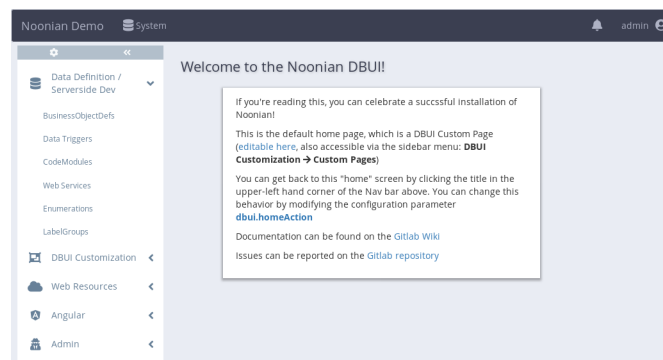 Noonian Demo System admin
Data Definition /
Serverside Dev
BusinessObjectDefs
Data Triggers
CodeModules
Web Services
Enumerations
LabelGroups
DBUI Customization
Web Resources
Angular
Admin
Welcome to the Noonian DBUI!
If you're reading this, you can celebrate a succssful installation of
Noonian!
This is the default home page, which is a DBUI Custom Page
(editable here, also accessible via the sidebar menu: DBUI
Customization → Custom Pages)
You can get back to this "home" screen by clicking the title in the
upper-left hand corner of the Nav bar above. You can change this
behavior by modifying the configuration parameter
dbui.homeAction
Documentation can be found on the Gitlab Wiki
Issues can be reported on the Gitlab repository